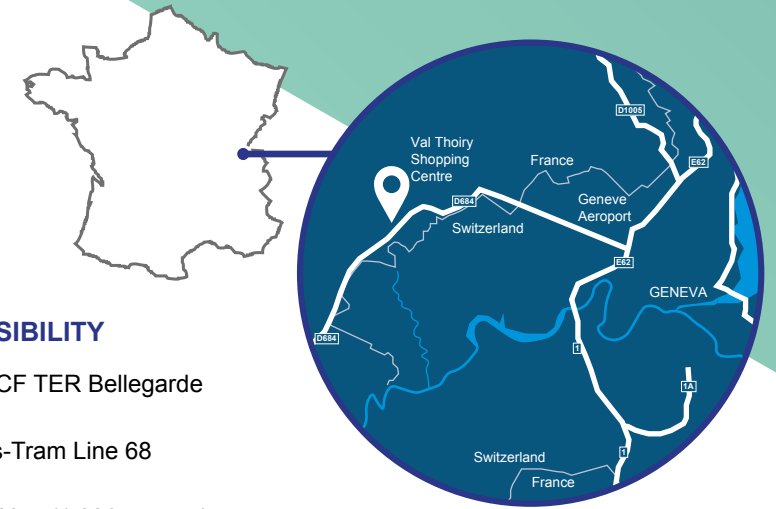 D1005
E62
Val Thoiry
Shopping
Centre
France
D684
Geneve
Aeroport
Switzerland
E62
GENEVA
D684
1
1A
1
Switzerland
France
SIBILITY
CF TER Bellegarde
s-Tram Line 68